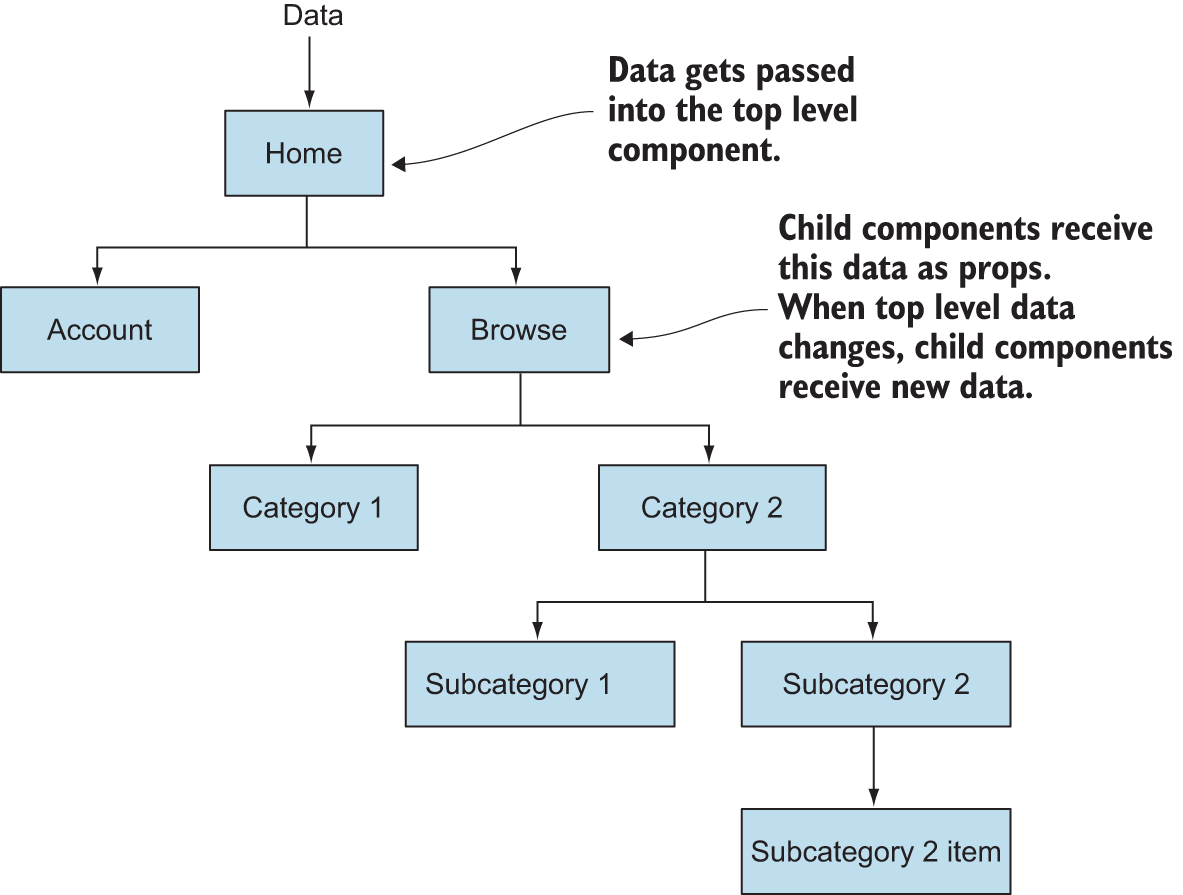 Data
Data gets passed
into the top level
component.
Home
Child components receive
this data as props.
When top level data
changes, child components
receive new data.
Account
Browse
Category 1
Category 2
Subcategory 1
Subcategory 2
Subcategory 2 item